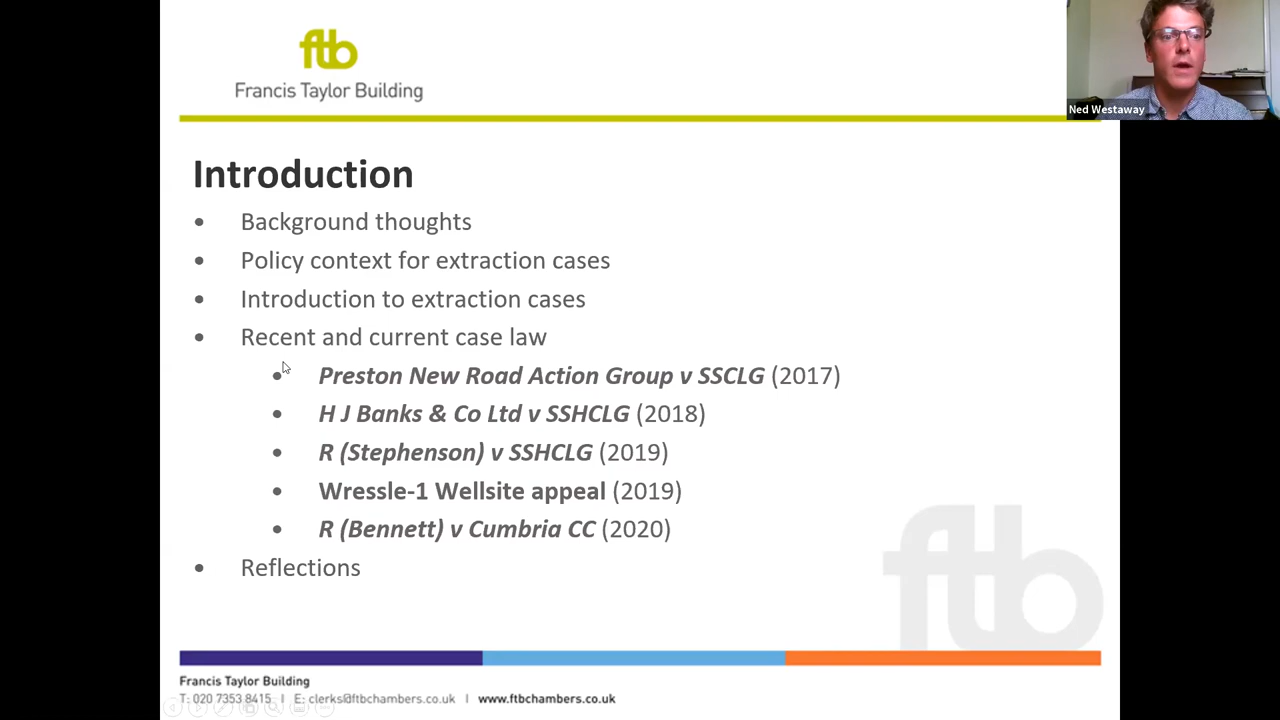 ftb
Francis Taylor Building
Ned Westaway
Introduction
• Background thoughts
• Policy context for extraction cases
• Introduction to extraction cases
• Recent and current case law
• Preston New Road Action Group v SSCLG (2017)
• H J Banks & Co Ltd v SSHCLG (2018)
• R (Stephenson) v SSHCLG (2019)
• Wressle-1 Wellsite appeal (2019)
• R (Bennett) v Cumbria CC (2020)
• Reflections
ftb
Francis Taylor Building
T: 020 7353 8415 I E: clerks@ftbchambers.co.uk I www.ftbchambers.co.uk